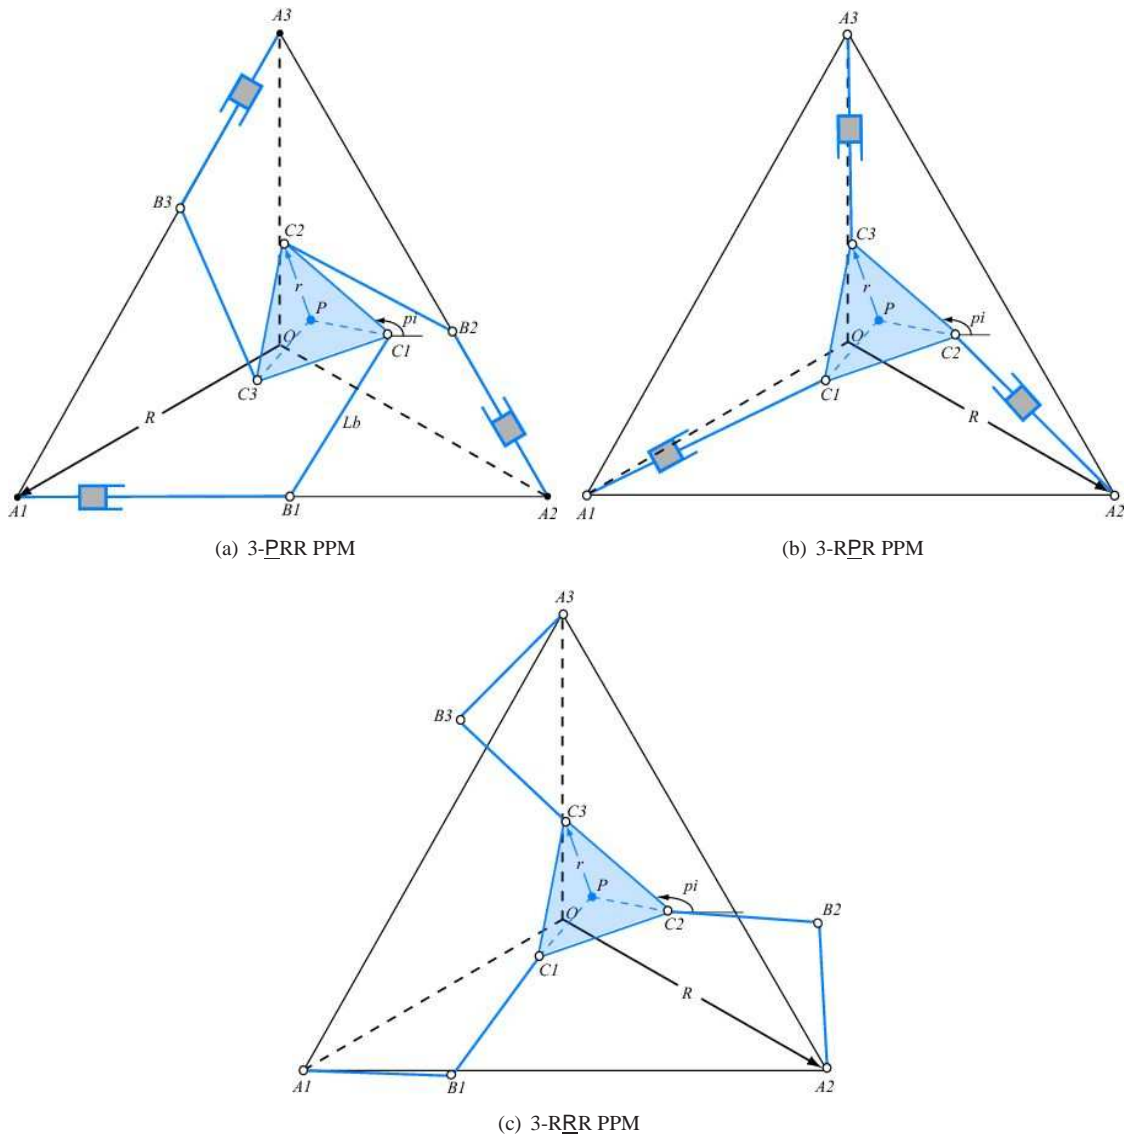 A3
A3
B3
C2
C3
r
r
P
P
pi
pi
O
B2
O
C1
C2
C3
C1
R
Lb
R
A1
B1
A2
A1
A2
(a) 3-PRR PPM
(b) 3-RPR PPM
A3
B3
C3
r
P
pi
O
C2
B2
C1
R
A1
B1
A2
(c) 3-RRR PPM